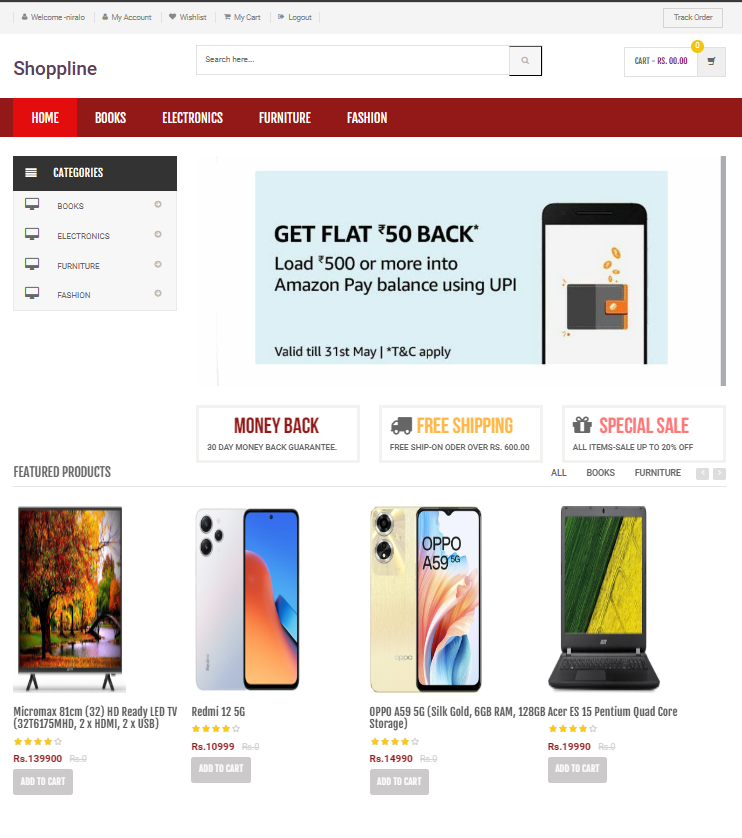 Welcome -niralo
My Account
Wishlist
My Cart
Logout
Track Order
Shoppline
Search here...
CART - RS. 00.00
0
HOME
BOOKS
ELECTRONICS
FURNITURE
FASHION
CATEGORIES
BOOKS
ELECTRONICS
FURNITURE
FASHION
GET FLAT ₹50 BACK*
Load ₹500 or more into
Amazon Pay balance using UPI
Valid till 31st May | *T&C apply
MONEY BACK
30 DAY MONEY BACK GUARANTEE.
FREE SHIPPING
FREE SHIP-ON ODER OVER RS. 600.00
SPECIAL SALE
ALL ITEMS-SALE UP TO 20% OFF
FEATURED PRODUCTS
ALL
BOOKS
FURNITURE
Redmi
OPPO
A59 5G
oppo
Micromax 81cm (32) HD Ready LED TV
(32T6175MHD, 2 x HDMI, 2 x USB)
Rs.139900 Rs.0
ADD TO CART
Redmi 12 5G
Rs.10999 Rs.0
ADD TO CART
OPPO A59 5G (Silk Gold, 6GB RAM, 128GB
Storage)
Rs.14990 Rs.0
ADD TO CART
Acer ES 15 Pentium Quad Core
Rs.19990 Rs.0
ADD TO CART